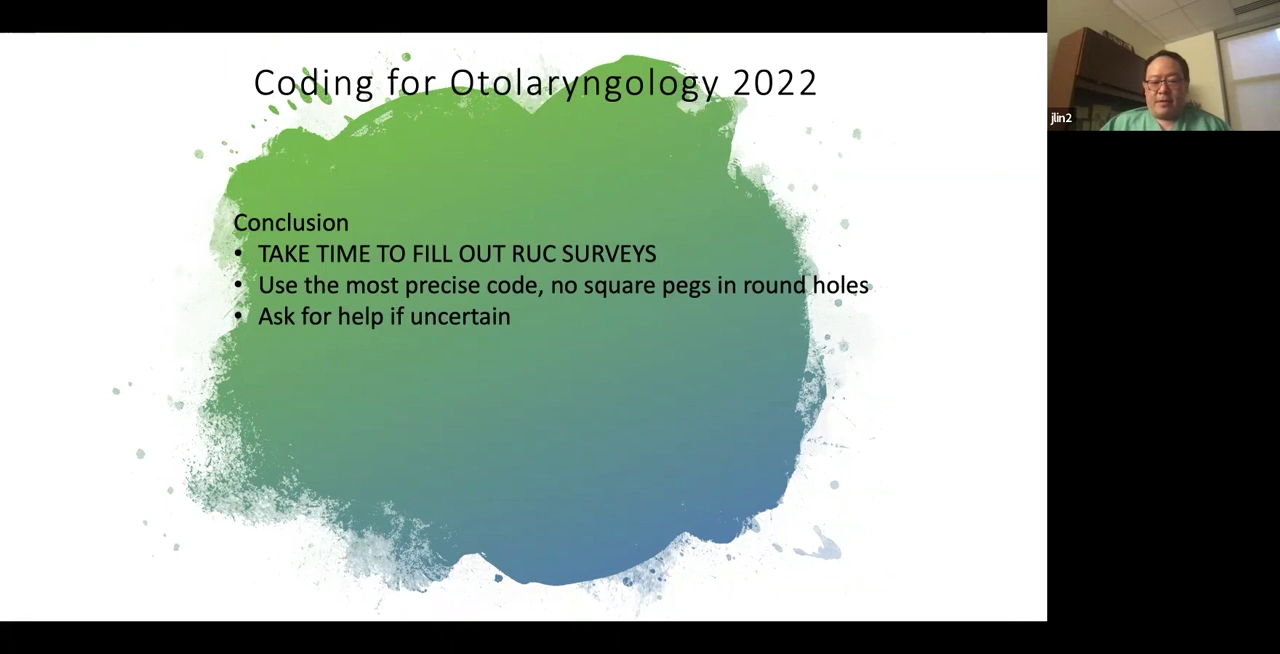 Coding for Otolaryngology 2022
jlin2
Conclusion
• TAKE TIME TO FILL OUT RUC SURVEYS
• Use the most precise code, no square pegs in round holes
• Ask for help if uncertain